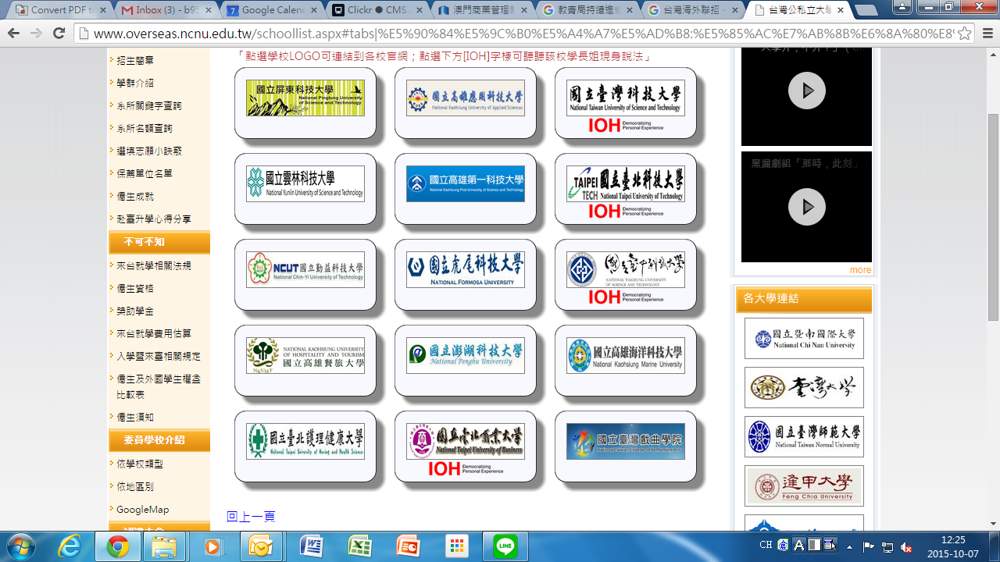 Convert PDF to
Inbox (3) - b95
Google Calend
Clickr ● CMS A
澳門商業管理
教青局持續進修
台灣海外聯招 -
台灣公私立大學
www.overseas.ncnu.edu.tw/schoollist.aspx#tabs|%E5%90%84%E5%9C%B0%E5%A4%A7%E5%AD%B8:%E5%85%AC%E7%AB%8B%E6%8A%80%E8%
招生簡章
學群介紹
系所關鍵字查詢
系所名額查詢
選填志願小訣竅
保薦單位名單
僑生成就
赴臺升學心得分享
不可不知
來台就學相關法規
僑生資格
獎助學金
來台就學費用估算
入學暨來臺相關規定
僑生及外國學生權益
比較表
僑生須知
委員學校介紹
依學校類型
依地區別
GoogleMap
「點選學校LOGO可連結到各校官網；點選下方[IOH]字樣可聽聽該校學長姐現身說法」
國立屏東科技大學
National Pingtung University of Science and Technology
國立高雄應用科技大學
National Kaohsiung University of Applied Sciences
國立臺灣科技大學
National Taiwan University of Science and Technology
IOH Democratizing Personal Experience
國立雲林科技大學
National Yunlin University of Science and Technology
國立高雄第一科技大學
National Kaohsiung First University of Science and Technology
TAIPEI TECH 國立臺北科技大學
National Taipei University of Technology
IOH Democratizing Personal Experience
NCUT 國立勤益科技大學
National Chin-Yi University of Technology
國立虎尾科技大學
NATIONAL FORMOSA UNIVERSITY
國立臺中科技大學
NATIONAL TAICHUNG UNIVERSITY OF SCIENCE AND TECHNOLOGY
IOH Democratizing Personal Experience
NKUHT
NATIONAL KAOHSIUNG UNIVERSITY OF HOSPITALITY AND TOURISM
國立高雄餐旅大學
國立澎湖科技大學
National Penghu University
國立高雄海洋科技大學
National Kaohsiung Marine University
國立臺北護理健康大學
National Taipei University of Nursing and Health Science
國立臺北商業大學
National Taipei University of Business
IOH Democratizing Personal Experience
國立臺灣戲曲學院
National Taiwan College of Performing Arts
回上一頁
黑漏劇組「那時，此刻」
more
各大學連結
國立暨南國際大學
National Chi Nan University
臺灣大學
國立臺灣師範大學
National Taiwan Normal University
逢甲大學
Feng Chia University
CH
12:25
2015-10-07